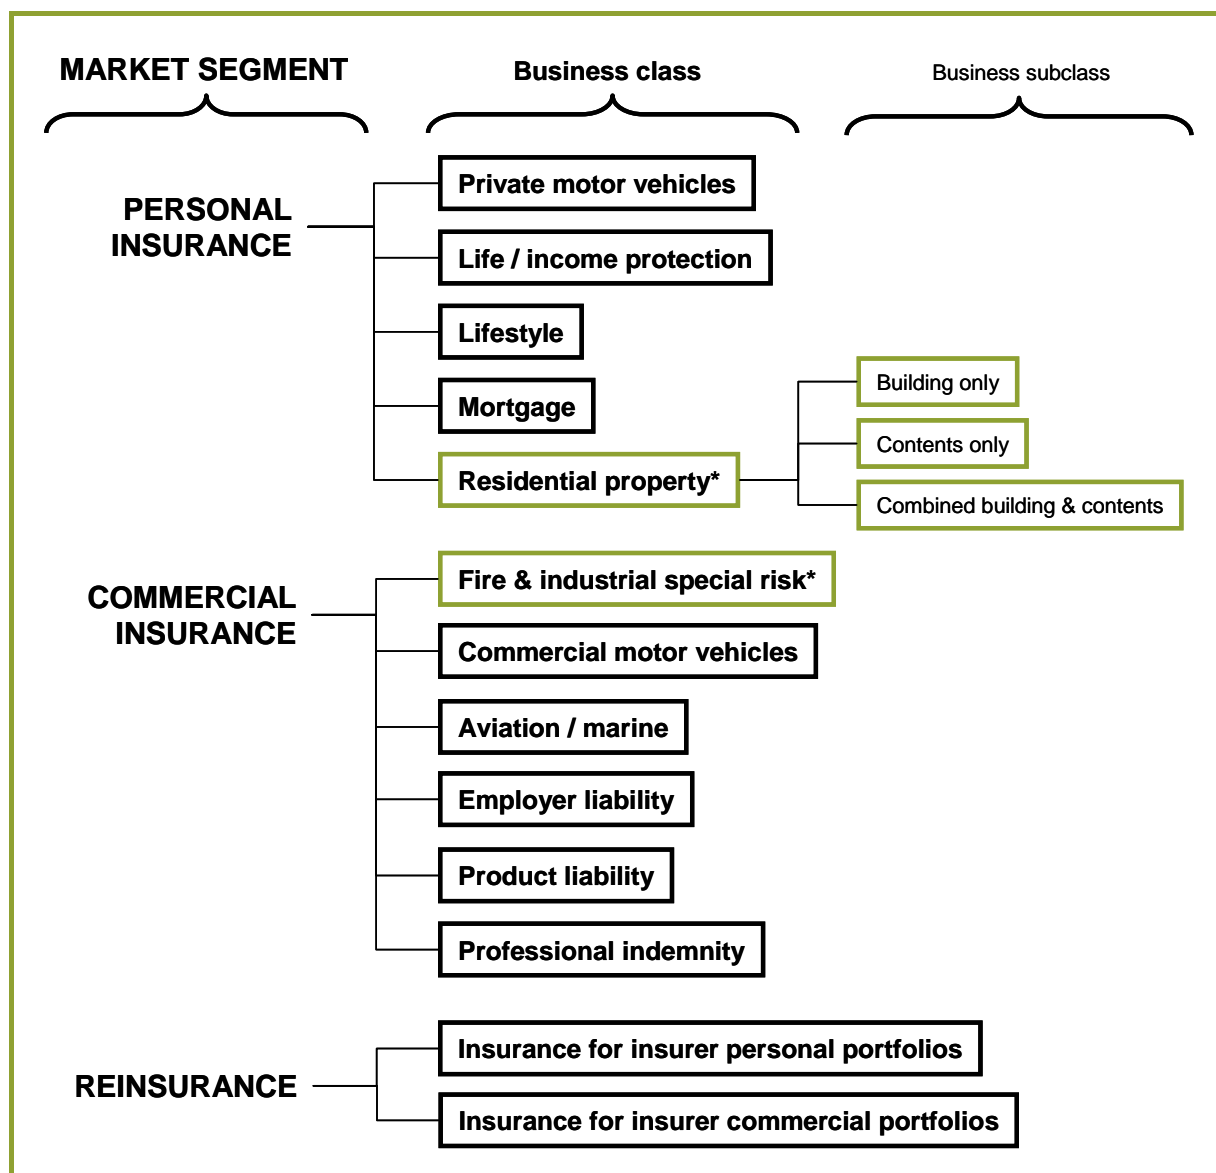 MARKET SEGMENT
Business class
Business subclass
PERSONAL
INSURANCE
Private motor vehicles
Life / income protection
Lifestyle
Mortgage
Residential property*
Building only
Contents only
Combined building & contents
COMMERCIAL
INSURANCE
Fire & industrial special risk*
Commercial motor vehicles
Aviation / marine
Employer liability
Product liability
Professional indemnity
REINSURANCE
Insurance for insurer personal portfolios
Insurance for insurer commercial portfolios